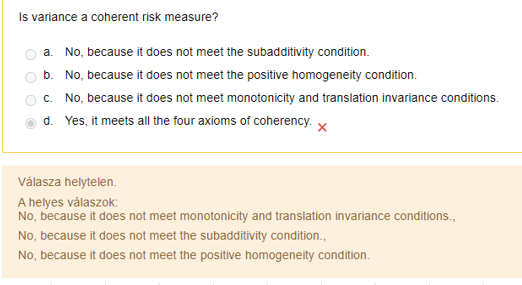 Is variance a coherent risk measure?
a. No, because it does not meet the subadditivity condition.
b. No, because it does not meet the positive homogeneity condition.
c. No, because it does not meet monotonicity and translation invariance conditions.
d. Yes, it meets all the four axioms of coherency.
Válasza helytelen.
A helyes válaszok:
No, because it does not meet monotonicity and translation invariance conditions.,
No, because it does not meet the subadditivity condition.,
No, because it does not meet the positive homogeneity condition.